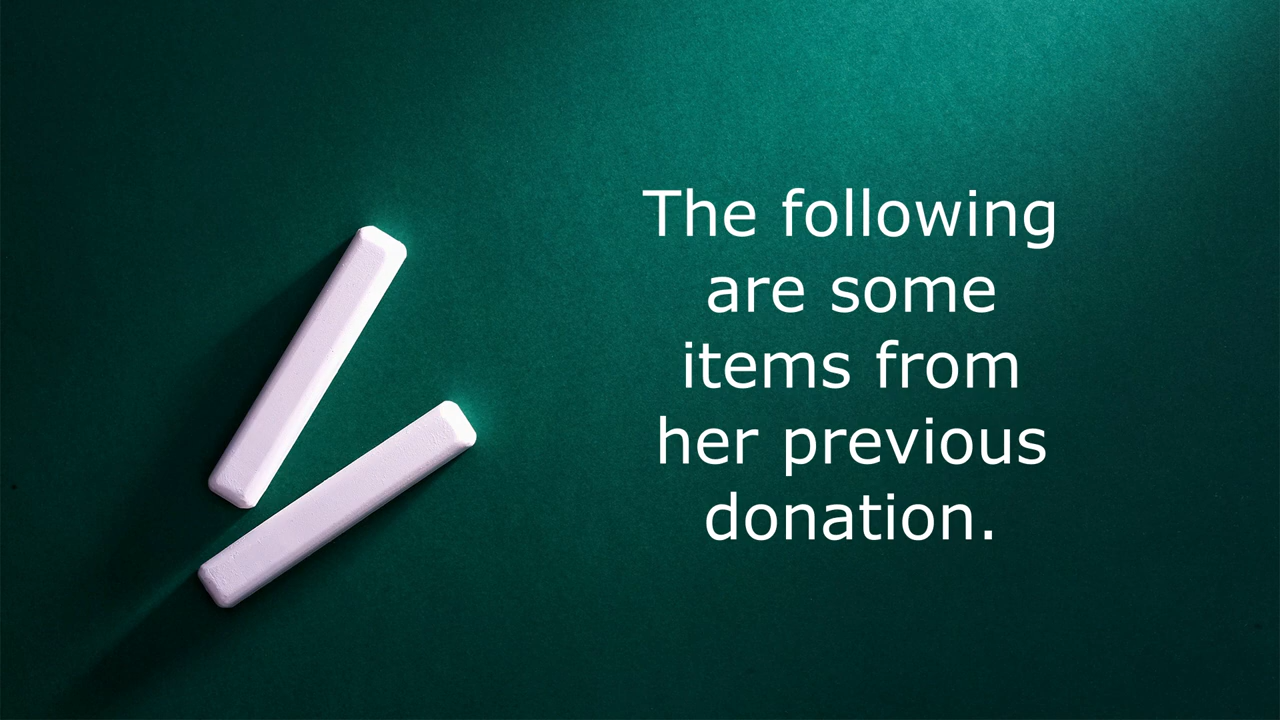 The following
are some
items from
her previous
donation.